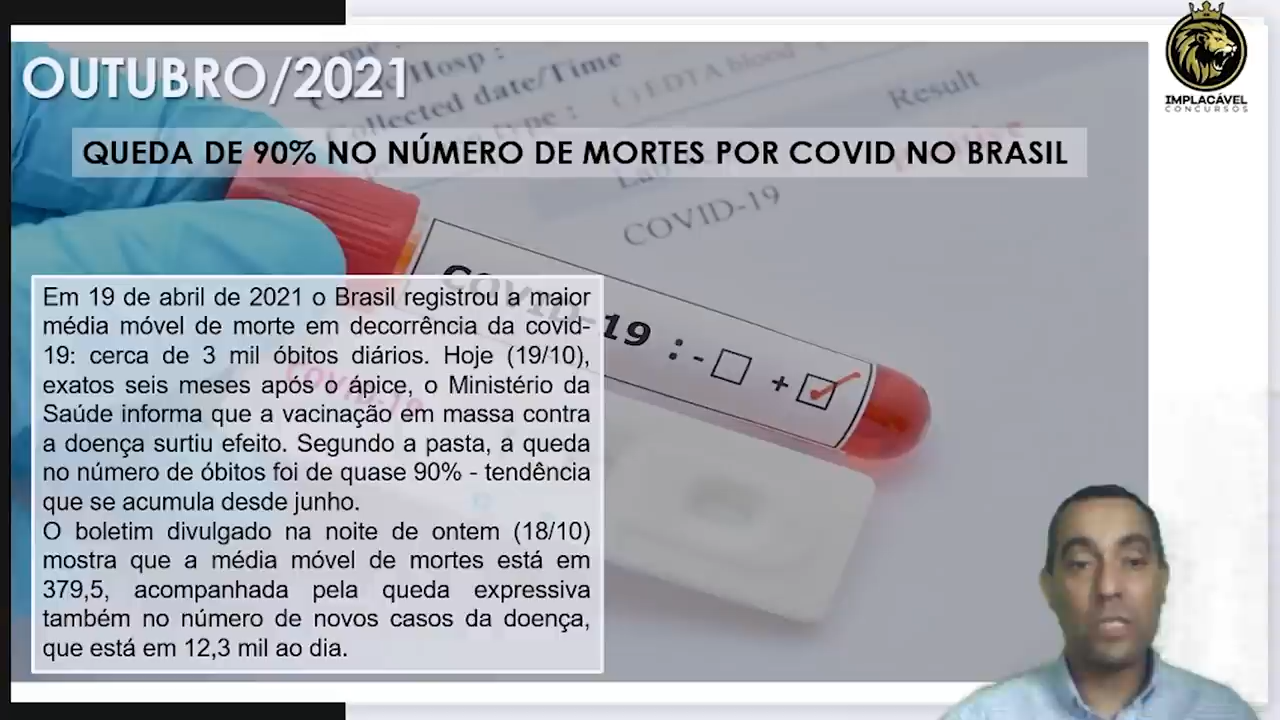 OUTUBRO/2021
IMPLACÁVEL
CONCURSOS
QUEDA DE 90% NO NÚMERO DE MORTES POR COVID NO BRASIL
Hosp :
Collected date/Time
( ) EDTA blood
Result
type :
COVID-19
COVID-19 : - +
Em 19 de abril de 2021 o Brasil registrou a maior
média móvel de morte em decorrência da covid-
19: cerca de 3 mil óbitos diários. Hoje (19/10),
exatos seis meses após o ápice, o Ministério da
Saúde informa que a vacinação em massa contra
a doença surtiu efeito. Segundo a pasta, a queda
no número de óbitos foi de quase 90% - tendência
que se acumula desde junho.
O boletim divulgado na noite de ontem (18/10)
mostra que a média móvel de mortes está em
379,5, acompanhada pela queda expressiva
também no número de novos casos da doença,
que está em 12,3 mil ao dia.